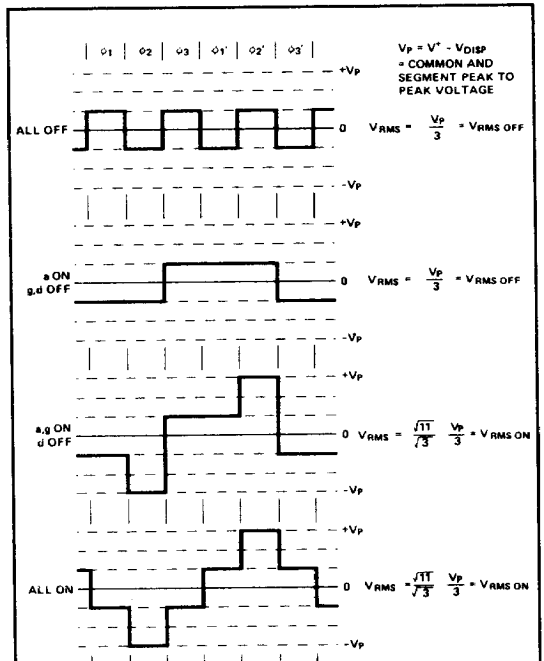 ϕ1 ϕ2 ϕ3 ϕ1' ϕ2' ϕ3'
VP = V+ - VDISP
= COMMON AND
SEGMENT PEAK TO
PEAK VOLTAGE
+VP
ALL OFF
0 VRMS = VP/3 = VRMS OFF
-VP
+VP
a ON
g,d OFF
0 VRMS = VP/3 = VRMS OFF
-VP
+VP
a,g ON
d OFF
0 VRMS = √11/√3 VP/3 = VRMS ON
-VP
+VP
ALL ON
0 VRMS = √11/√3 VP/3 = VRMS ON
-VP